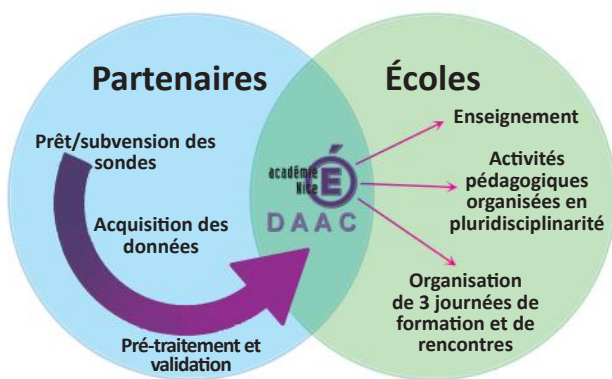 Partenaires
Écoles
Prêt/subvension des
sondes
Acquisition des
données
Pré-traitement et
validation
académie
Nice
É
DAAC
Enseignement
Activités
pédagogiques
organisées en
pluridisciplinarité
Organisation
de 3 journées de
formation et de
rencontres